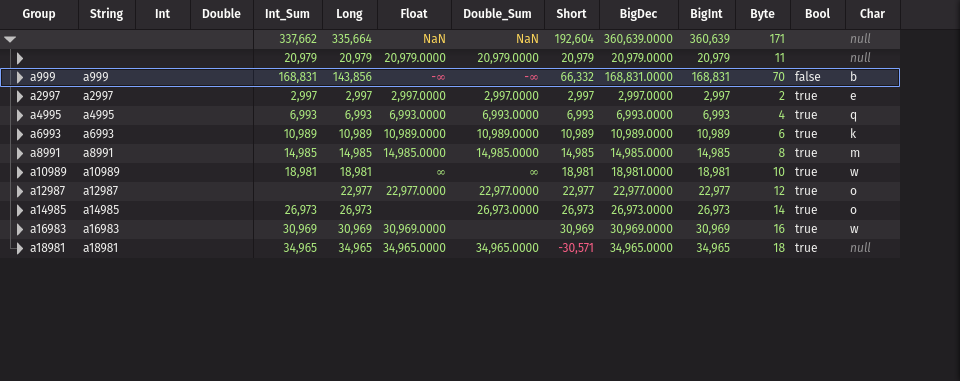 Group String Int Double Int_Sum Long Float Double_Sum Short BigDec BigInt Byte Bool Char
337,662 335,664 NaN NaN 192,604 360,639.0000 360,639 171 null
20,979 20,979 20,979.0000 20,979.0000 20,979 20,979.0000 20,979 11 null
a999 a999 168,831 143,856 -∞ -∞ 66,332 168,831.0000 168,831 70 false b
a2997 a2997 2,997 2,997 2,997.0000 2,997.0000 2,997 2,997.0000 2,997 2 true e
a4995 a4995 6,993 6,993 6,993.0000 6,993.0000 6,993 6,993.0000 6,993 4 true q
a6993 a6993 10,989 10,989 10,989.0000 10,989.0000 10,989 10,989.0000 10,989 6 true k
a8991 a8991 14,985 14,985 14,985.0000 14,985.0000 14,985 14,985.0000 14,985 8 true m
a10989 a10989 18,981 18,981 ∞ ∞ 18,981 18,981.0000 18,981 10 true w
a12987 a12987 22,977 22,977.0000 22,977.0000 22,977 22,977.0000 22,977 12 true o
a14985 a14985 26,973 26,973 26,973.0000 26,973 26,973.0000 26,973 14 true o
a16983 a16983 30,969 30,969 30,969.0000 30,969 30,969.0000 30,969 16 true w
a18981 a18981 34,965 34,965 34,965.0000 34,965.0000 -30,571 34,965.0000 34,965 18 true null